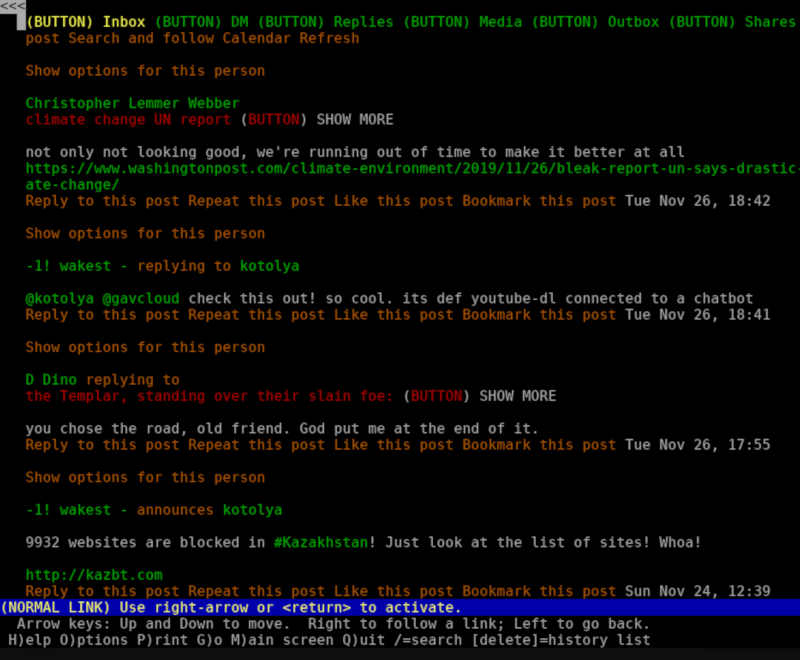 <<<
(BUTTON) Inbox (BUTTON) DM (BUTTON) Replies (BUTTON) Media (BUTTON) Outbox (BUTTON) Shares
post Search and follow Calendar Refresh
Show options for this person
Christopher Lemmer Webber
climate change UN report (BUTTON) SHOW MORE
not only not looking good, we're running out of time to make it better at all
https://www.washingtonpost.com/climate-environment/2019/11/26/bleak-report-un-says-drastic-
ate-change/
Reply to this post Repeat this post Like this post Bookmark this post Tue Nov 26, 18:42
Show options for this person
-1! wakest - replying to kotolya
@kotolya @gavcloud check this out! so cool. its def youtube-dl connected to a chatbot
Reply to this post Repeat this post Like this post Bookmark this post Tue Nov 26, 18:41
Show options for this person
D Dino replying to
the Templar, standing over their slain foe: (BUTTON) SHOW MORE
you chose the road, old friend. God put me at the end of it.
Reply to this post Repeat this post Like this post Bookmark this post Tue Nov 26, 17:55
Show options for this person
-1! wakest - announces kotolya
9932 websites are blocked in #Kazakhstan! Just look at the list of sites! Whoa!
http://kazbt.com
Reply to this post Repeat this post Like this post Bookmark this post Sun Nov 24, 12:39
(NORMAL LINK) Use right-arrow or <return> to activate.
Arrow keys: Up and Down to move. Right to follow a link; Left to go back.
H)elp O)ptions P)rint G)o M)ain screen Q)uit /=search [delete]=history list